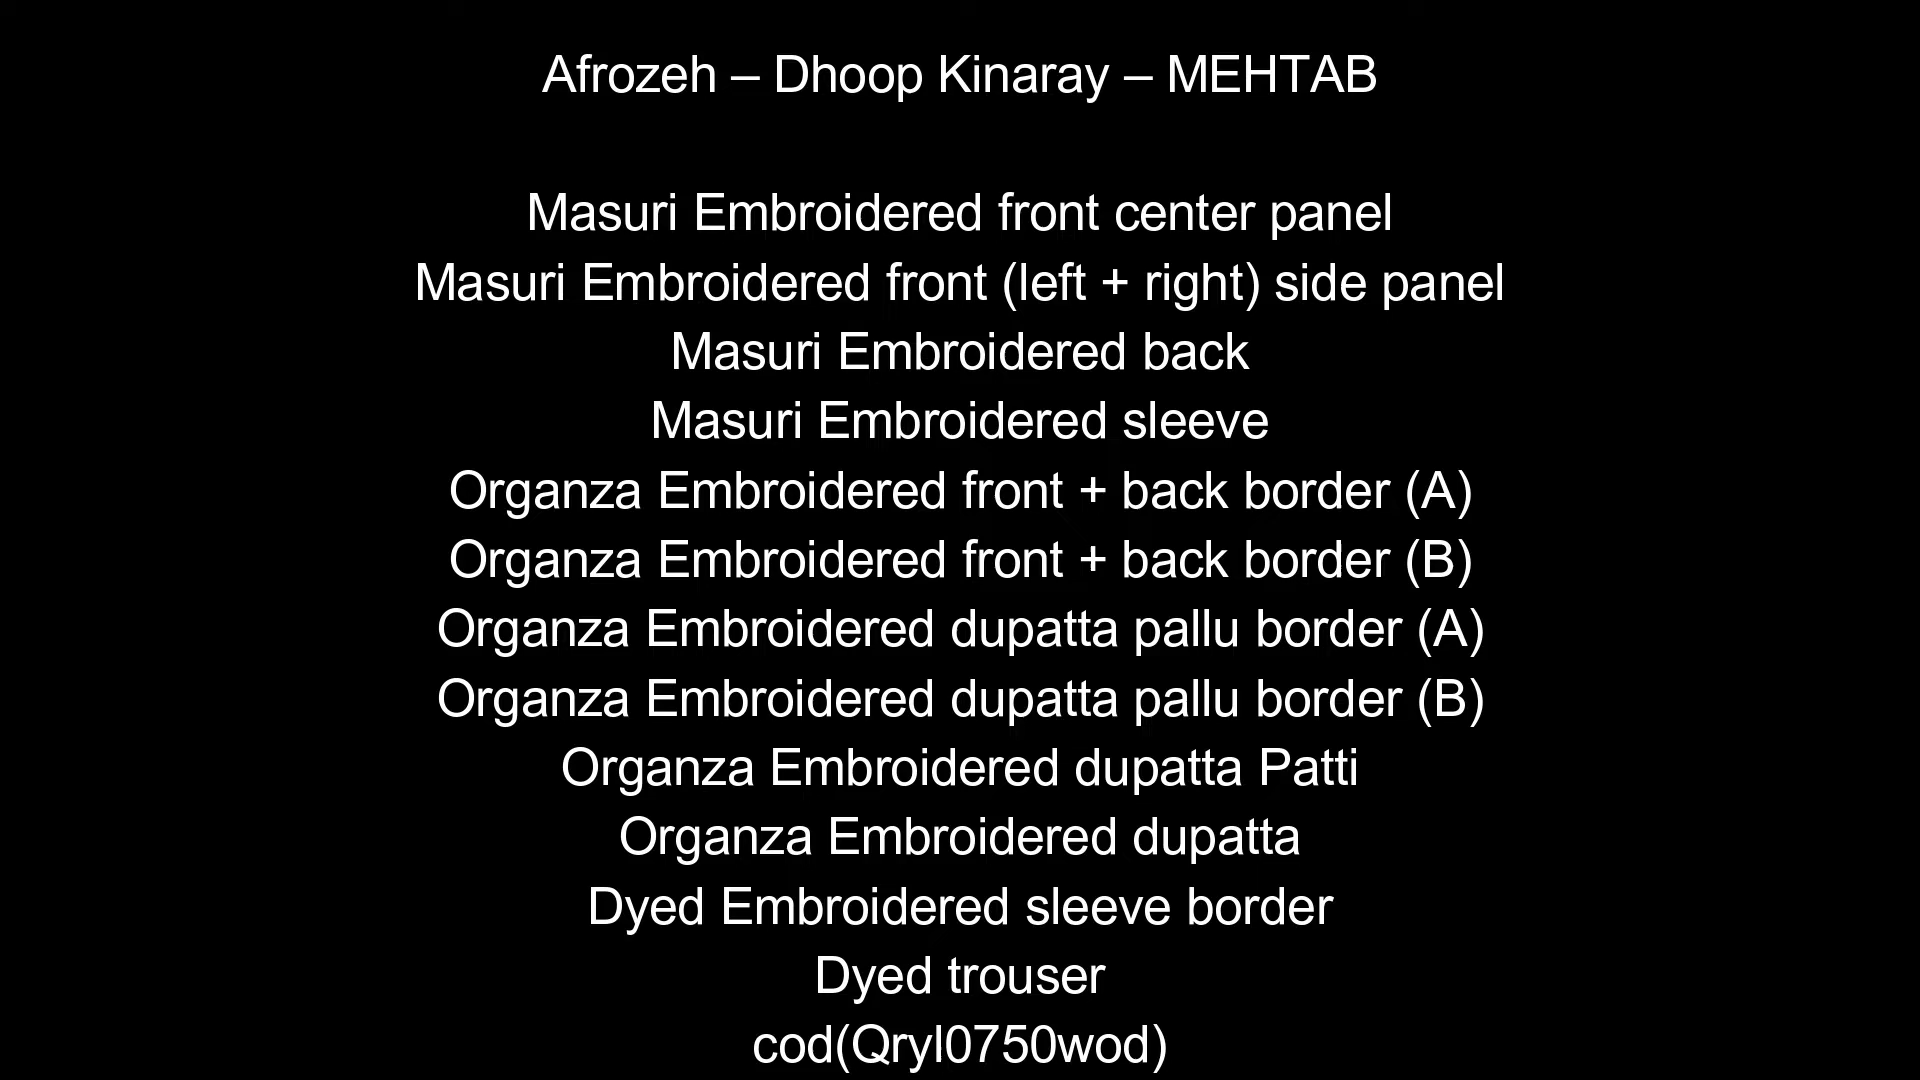 Afrozeh – Dhoop Kinaray – MEHTAB
Masuri Embroidered front center panel
Masuri Embroidered front (left + right) side panel
Masuri Embroidered back
Masuri Embroidered sleeve
Organza Embroidered front + back border (A)
Organza Embroidered front + back border (B)
Organza Embroidered dupatta pallu border (A)
Organza Embroidered dupatta pallu border (B)
Organza Embroidered dupatta Patti
Organza Embroidered dupatta
Dyed Embroidered sleeve border
Dyed trouser
cod(Qryl0750wod)